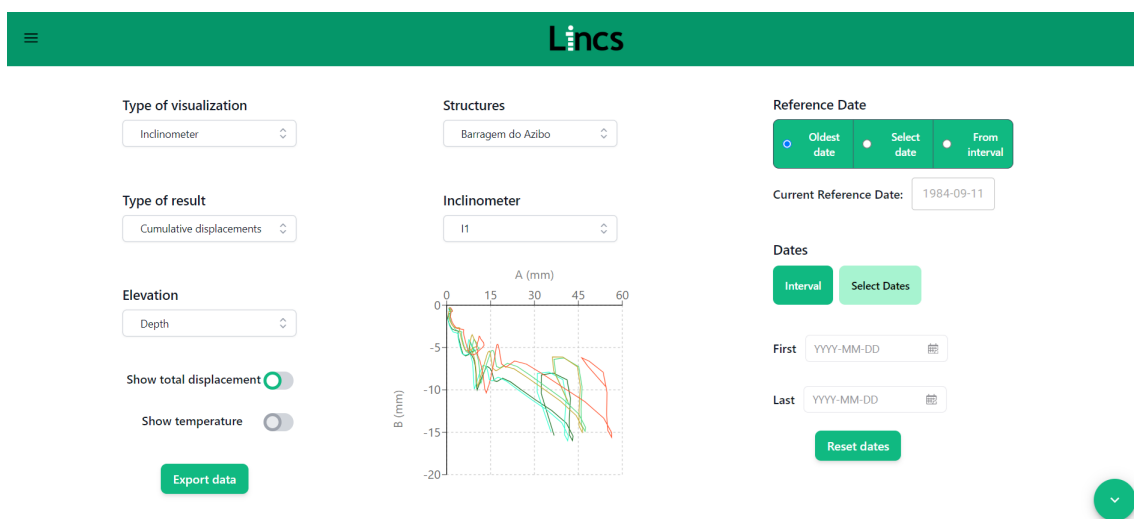 Lincs
Type of visualization
Inclinometer
Type of result
Cumulative displacements
Elevation
Depth
Show total displacement
Show temperature
Export data
Structures
Barragem do Azibo
Inclinometer
I1
A (mm)
0 15 30 45 60
0
-5
-10
-15
-20
B (mm)
Reference Date
Oldest date
Select date
From interval
Current Reference Date: 1984-09-11
Dates
Interval Select Dates
First YYYY-MM-DD
Last YYYY-MM-DD
Reset dates